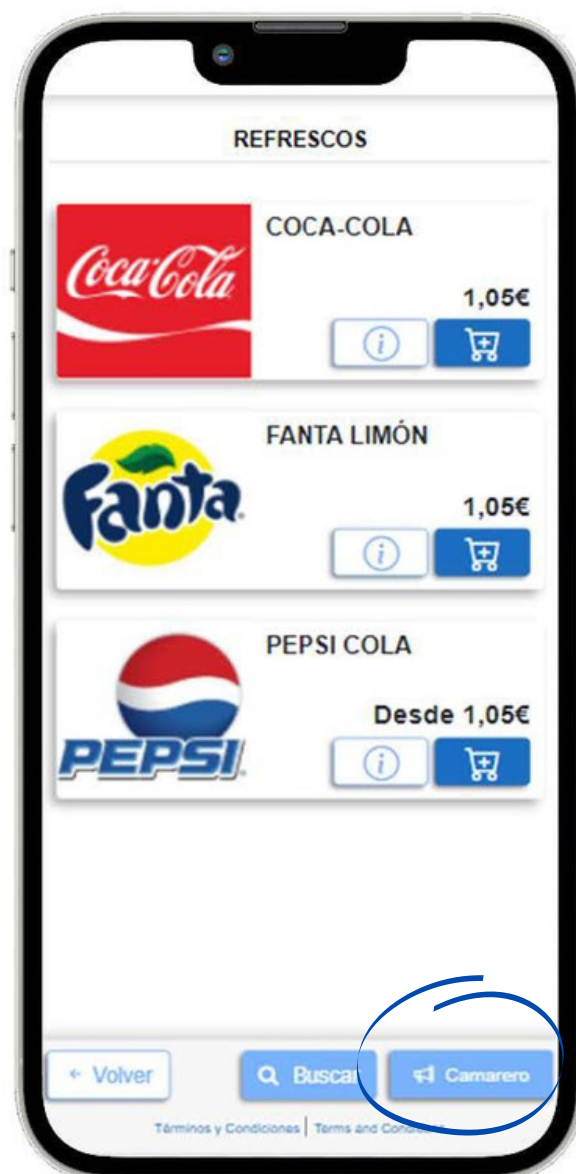 REFRESCOS
Coca-Cola
COCA-COLA
1,05€
i
Fanta
FANTA LIMÓN
1,05€
i
PEPSI
PEPSI COLA
Desde 1,05€
i
Volver
Buscar
Camarero
Términos y Condiciones | Terms and Conditions